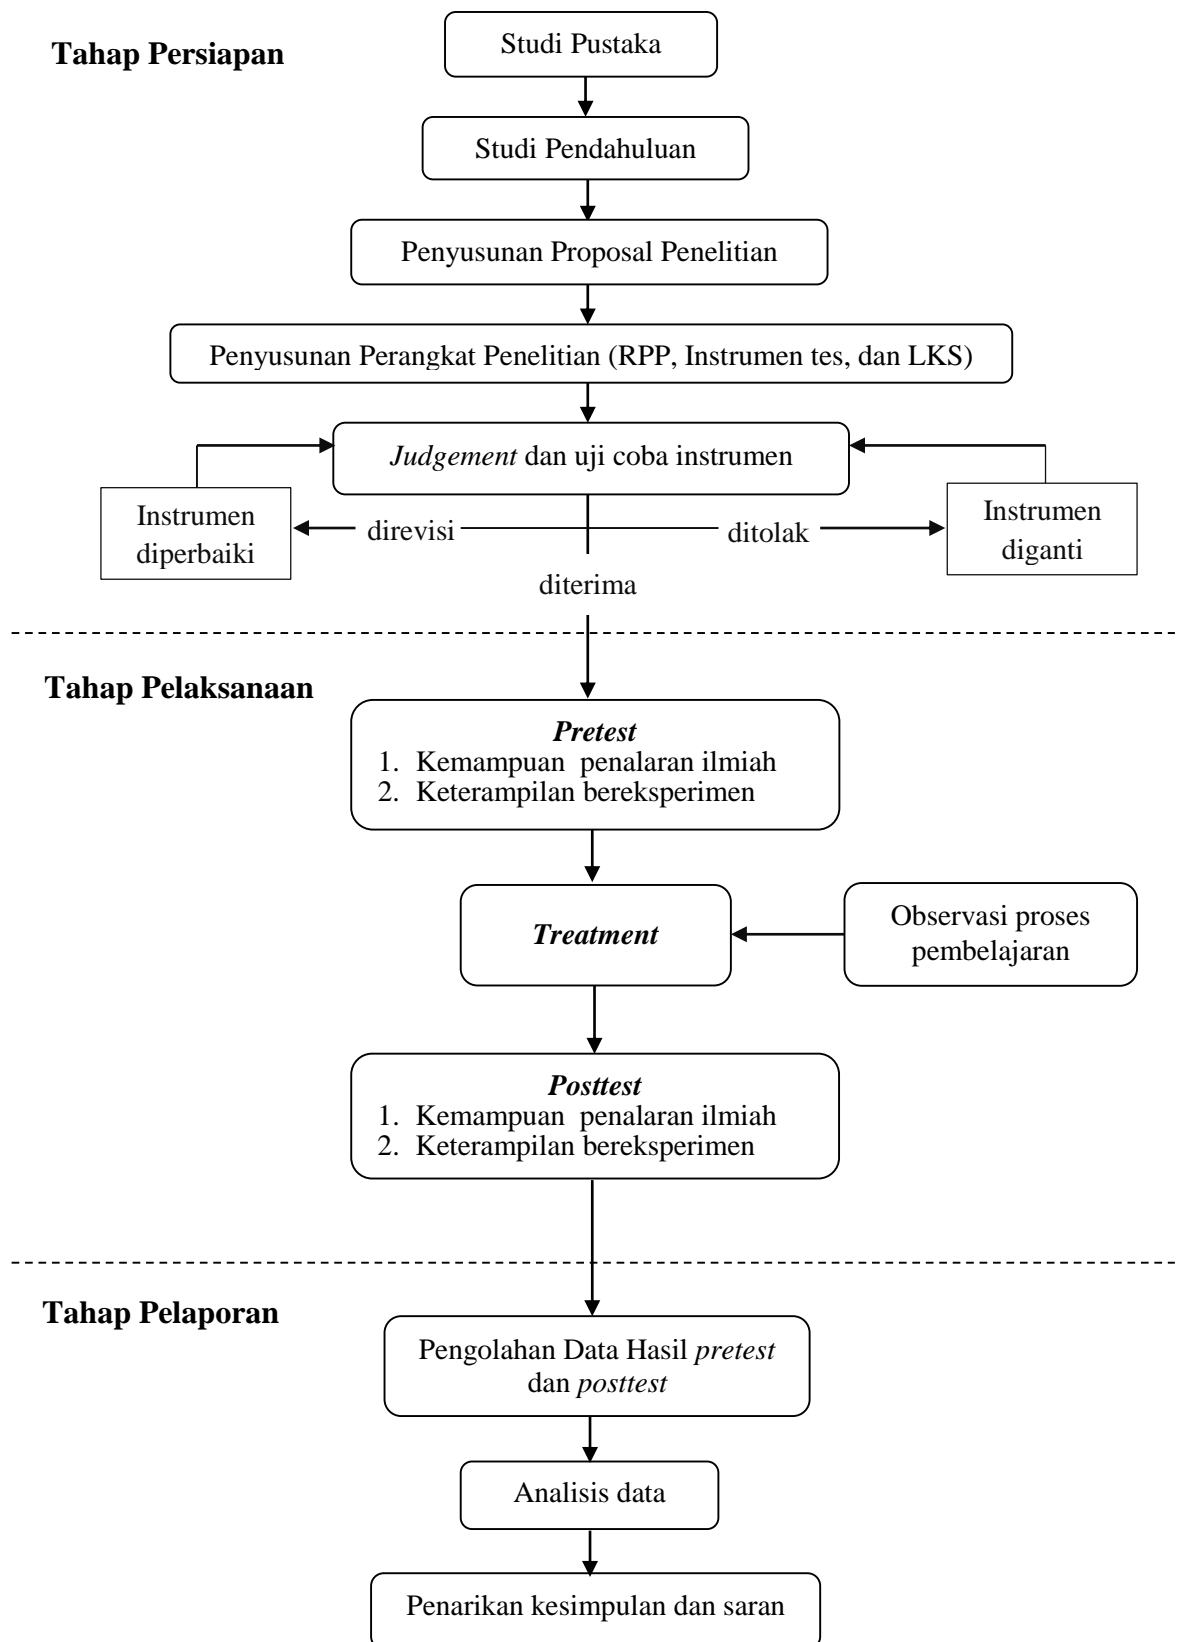 Tahap Persiapan
Studi Pustaka
Studi Pendahuluan
Penyusunan Proposal Penelitian
Penyusunan Perangkat Penelitian (RPP, Instrumen tes, dan LKS)
Judgement dan uji coba instrumen
Instrumen
diperbaiki
direvisi
ditolak
Instrumen
diganti
diterima
Tahap Pelaksanaan
Pretest
1. Kemampuan  penalaran ilmiah
2. Keterampilan bereksperimen
Treatment
Observasi proses
pembelajaran
Posttest
1. Kemampuan  penalaran ilmiah
2. Keterampilan bereksperimen
Tahap Pelaporan
Pengolahan Data Hasil pretest
dan posttest
Analisis data
Penarikan kesimpulan dan saran